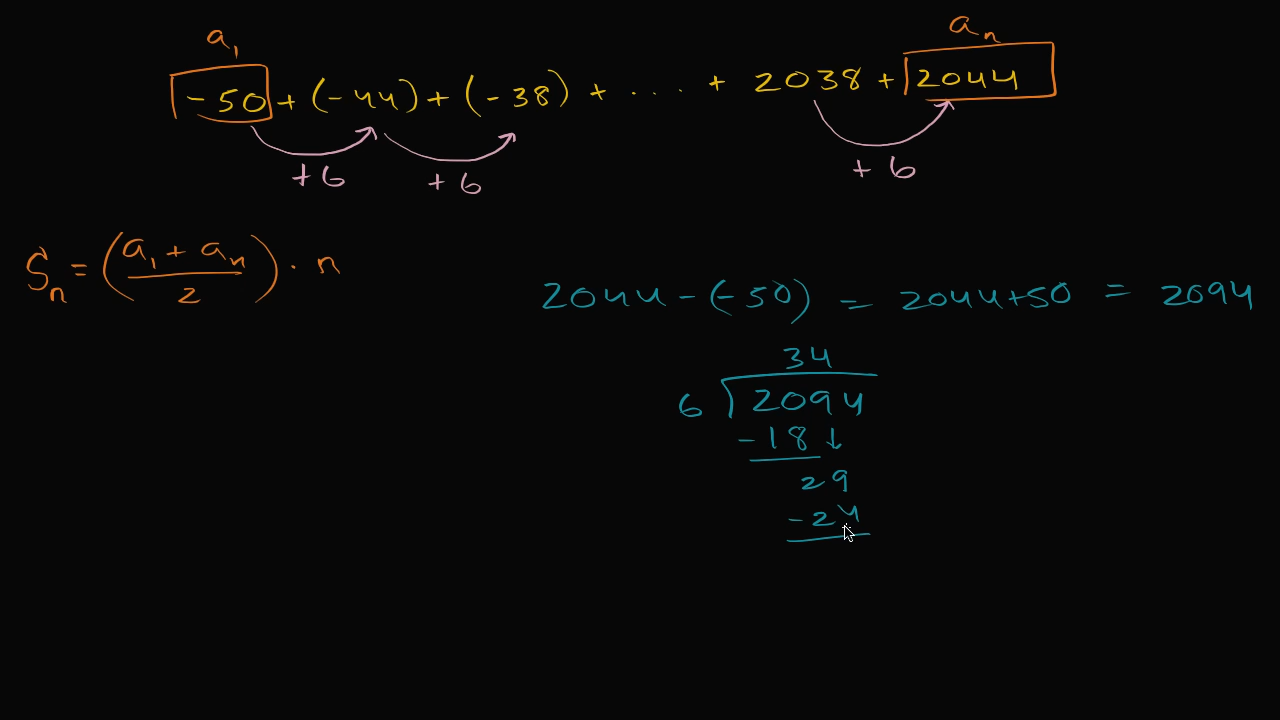 a₁ aₙ
-50 + (-44) + (-38) + ... + 2038 + 2044
+6 +6 +6
Sₙ = (a₁ + aₙ / 2) · n
2044 - (-50) = 2044+50 = 2094
34
6 ) 2094
-18 ↓
29
-24